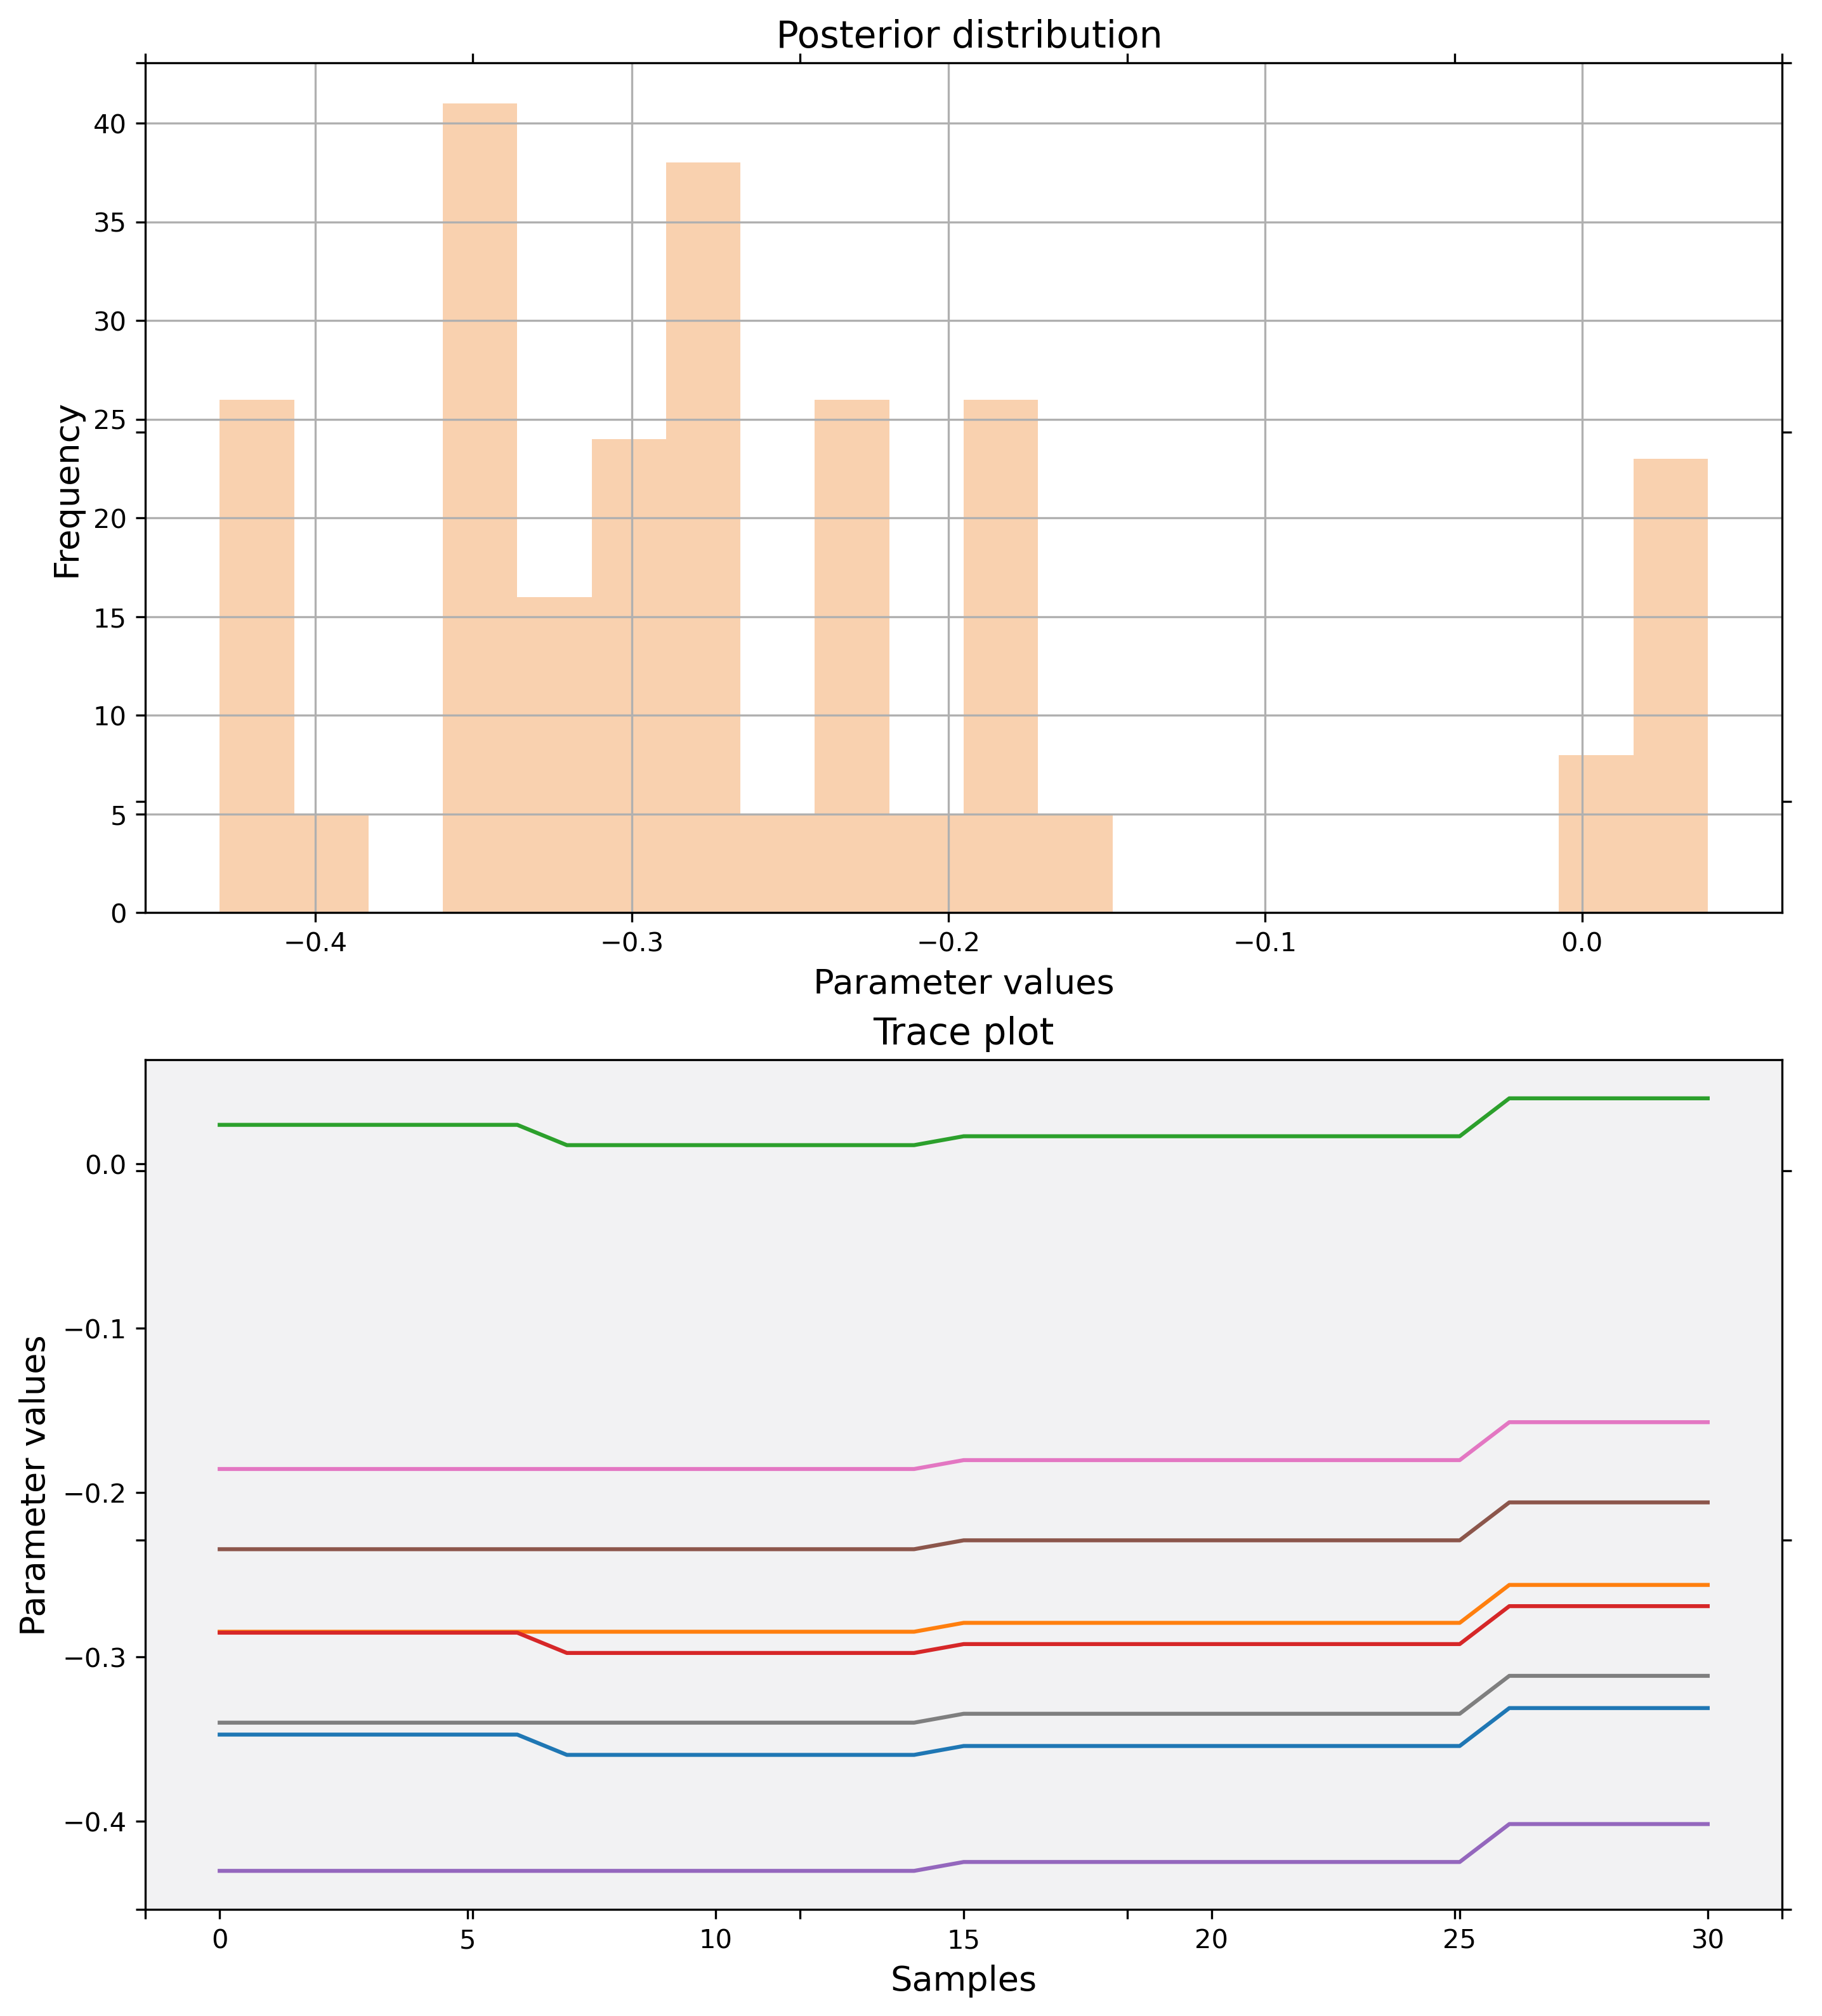 Posterior distribution
40
35
30
25
20
15
10
5
0
Frequency
−0.4 −0.3 −0.2 −0.1 0.0
Parameter values
Trace plot
0.0
−0.1
−0.2
−0.3
−0.4
Parameter values
0 5 10 15 20 25 30
Samples